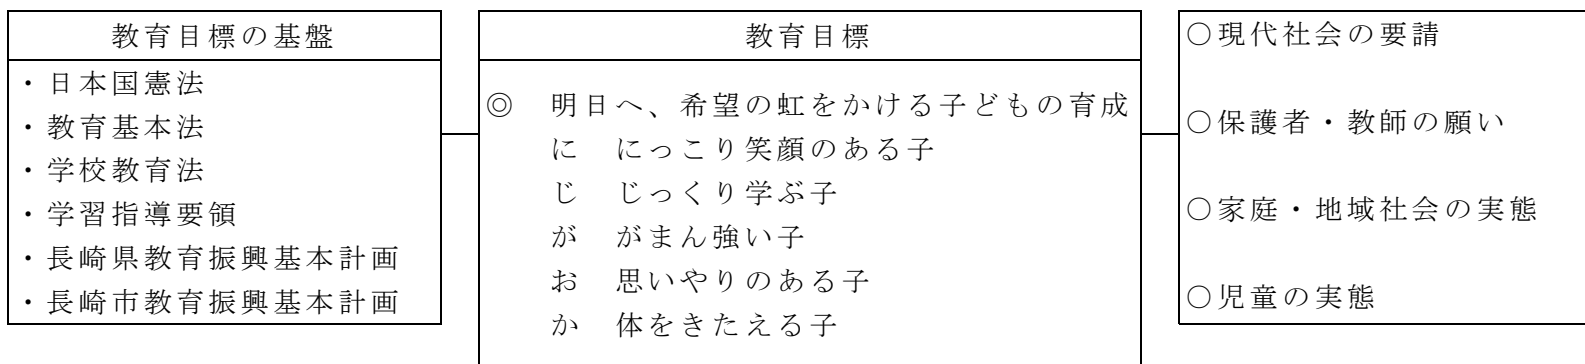 教育目標の基盤
・日本国憲法
・教育基本法
・学校教育法
・学習指導要領
・長崎県教育振興基本計画
・長崎市教育振興基本計画
教育目標
◎ 明日へ、希望の虹をかける子どもの育成
に にっこり笑顔のある子
じ じっくり学ぶ子
が がまん強い子
お 思いやりのある子
か 体をきたえる子
○現代社会の要請
○保護者・教師の願い
○家庭・地域社会の実態
○児童の実態